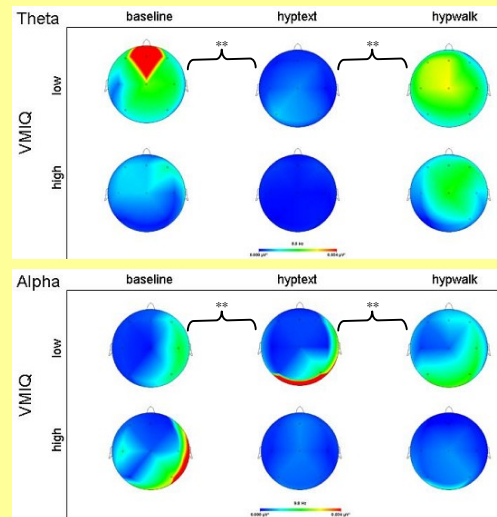 Theta
baseline hyptext hypwalk
** **
VMIQ
low
high
Alpha
baseline hyptext hypwalk
** **
VMIQ
low
high